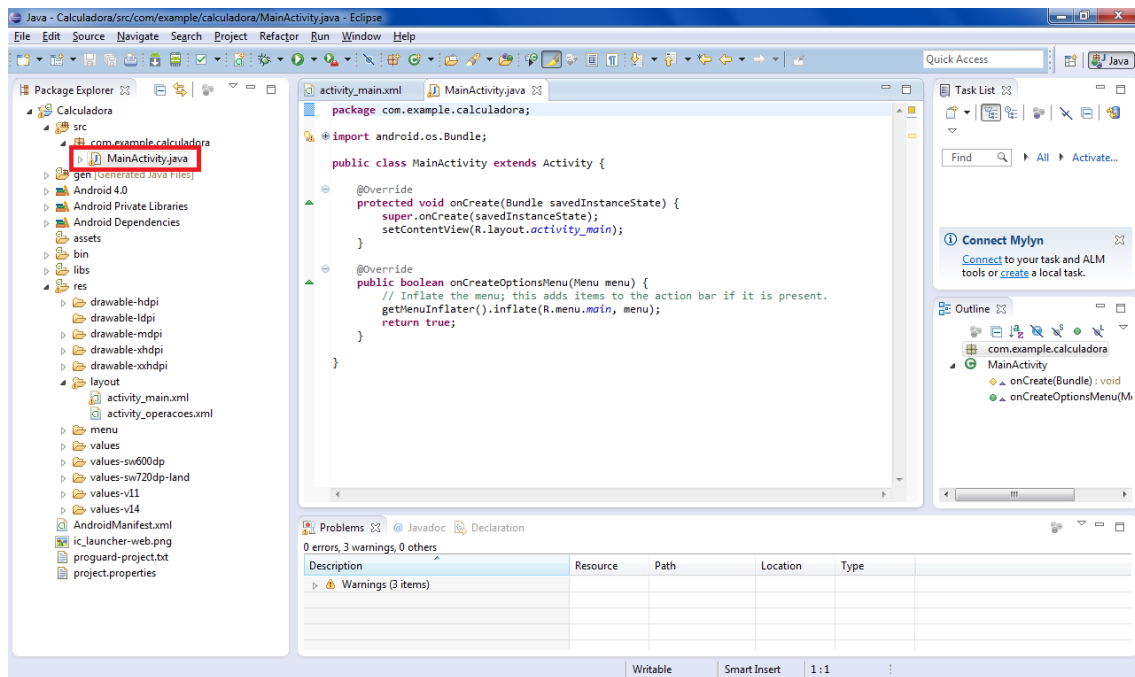 Java - Calculadora/src/com/example/calculadora/MainActivity.java - Eclipse
File Edit Source Navigate Search Project Refactor Run Window Help
Quick Access
Java
Package Explorer
Calculadora
src
com.example.calculadora
MainActivity.java
gen [Generated Java Files]
Android 4.0
Android Private Libraries
Android Dependencies
assets
bin
libs
res
drawable-hdpi
drawable-ldpi
drawable-mdpi
drawable-xhdpi
drawable-xxhdpi
layout
activity_main.xml
activity_operacoes.xml
menu
values
values-sw600dp
values-sw720dp-land
values-v11
values-v14
AndroidManifest.xml
ic_launcher-web.png
proguard-project.txt
project.properties
activity_main.xml MainActivity.java
package com.example.calculadora;
import android.os.Bundle;
public class MainActivity extends Activity {
@Override
protected void onCreate(Bundle savedInstanceState) {
super.onCreate(savedInstanceState);
setContentView(R.layout.activity_main);
}
@Override
public boolean onCreateOptionsMenu(Menu menu) {
// Inflate the menu; this adds items to the action bar if it is present.
getMenuInflater().inflate(R.menu.main, menu);
return true;
}
}
Task List
Find All Activate...
Connect Mylyn
Connect to your task and ALM
tools or create a local task.
Outline
com.example.calculadora
MainActivity
onCreate(Bundle) : void
onCreateOptionsMenu(M
Problems @ Javadoc Declaration
0 errors, 3 warnings, 0 others
Description Resource Path Location Type
Warnings (3 items)
Writable Smart Insert 1 : 1